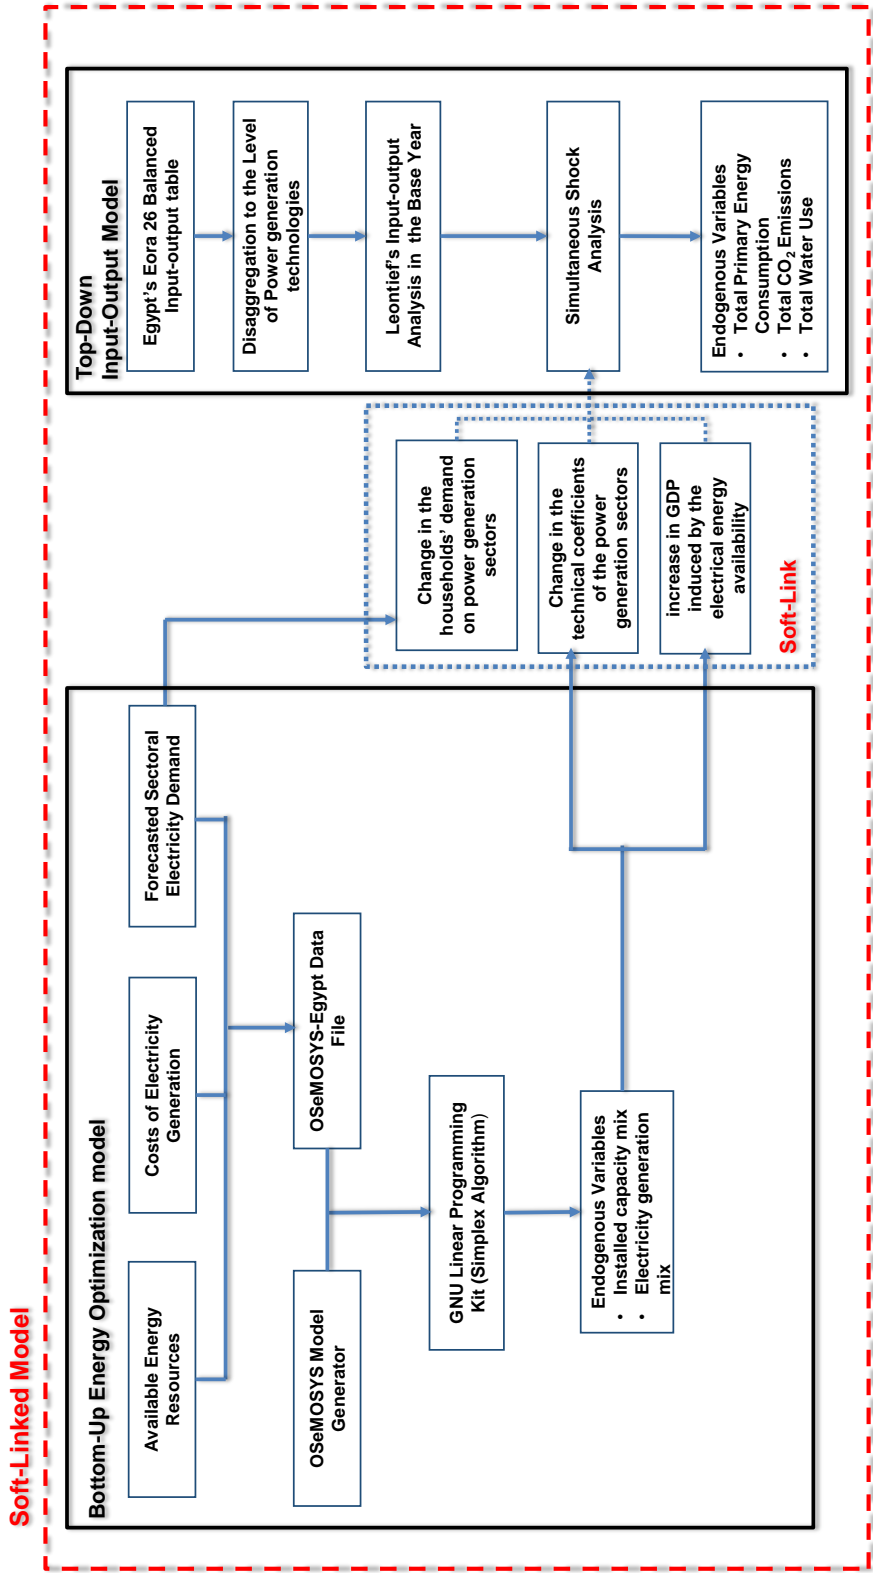 Soft-Linked Model
Bottom-Up Energy Optimization model
Available Energy
Resources
Costs of Electricity
Generation
Forecasted Sectoral
Electricity Demand
OSeMOSYS Model
Generator
OSeMOSYS-Egypt Data
File
GNU Linear Programming
Kit (Simplex Algorithm)
Endogenous Variables
• Installed capacity mix
• Electricity generation
mix
Change in the
households' demand
on power generation
sectors
Change in the
technical coefficients
of the power
generation sectors
increase in GDP
induced by the
electrical energy
availability
Soft-Link
Top-Down
Input-Output Model
Egypt's Eora 26 Balanced
Input-output table
Disaggregation to the Level
of Power generation
technologies
Leontief's Input-output
Analysis in the Base Year
Simultaneous Shock
Analysis
Endogenous Variables
• Total Primary Energy
Consumption
• Total CO₂ Emissions
• Total Water Use